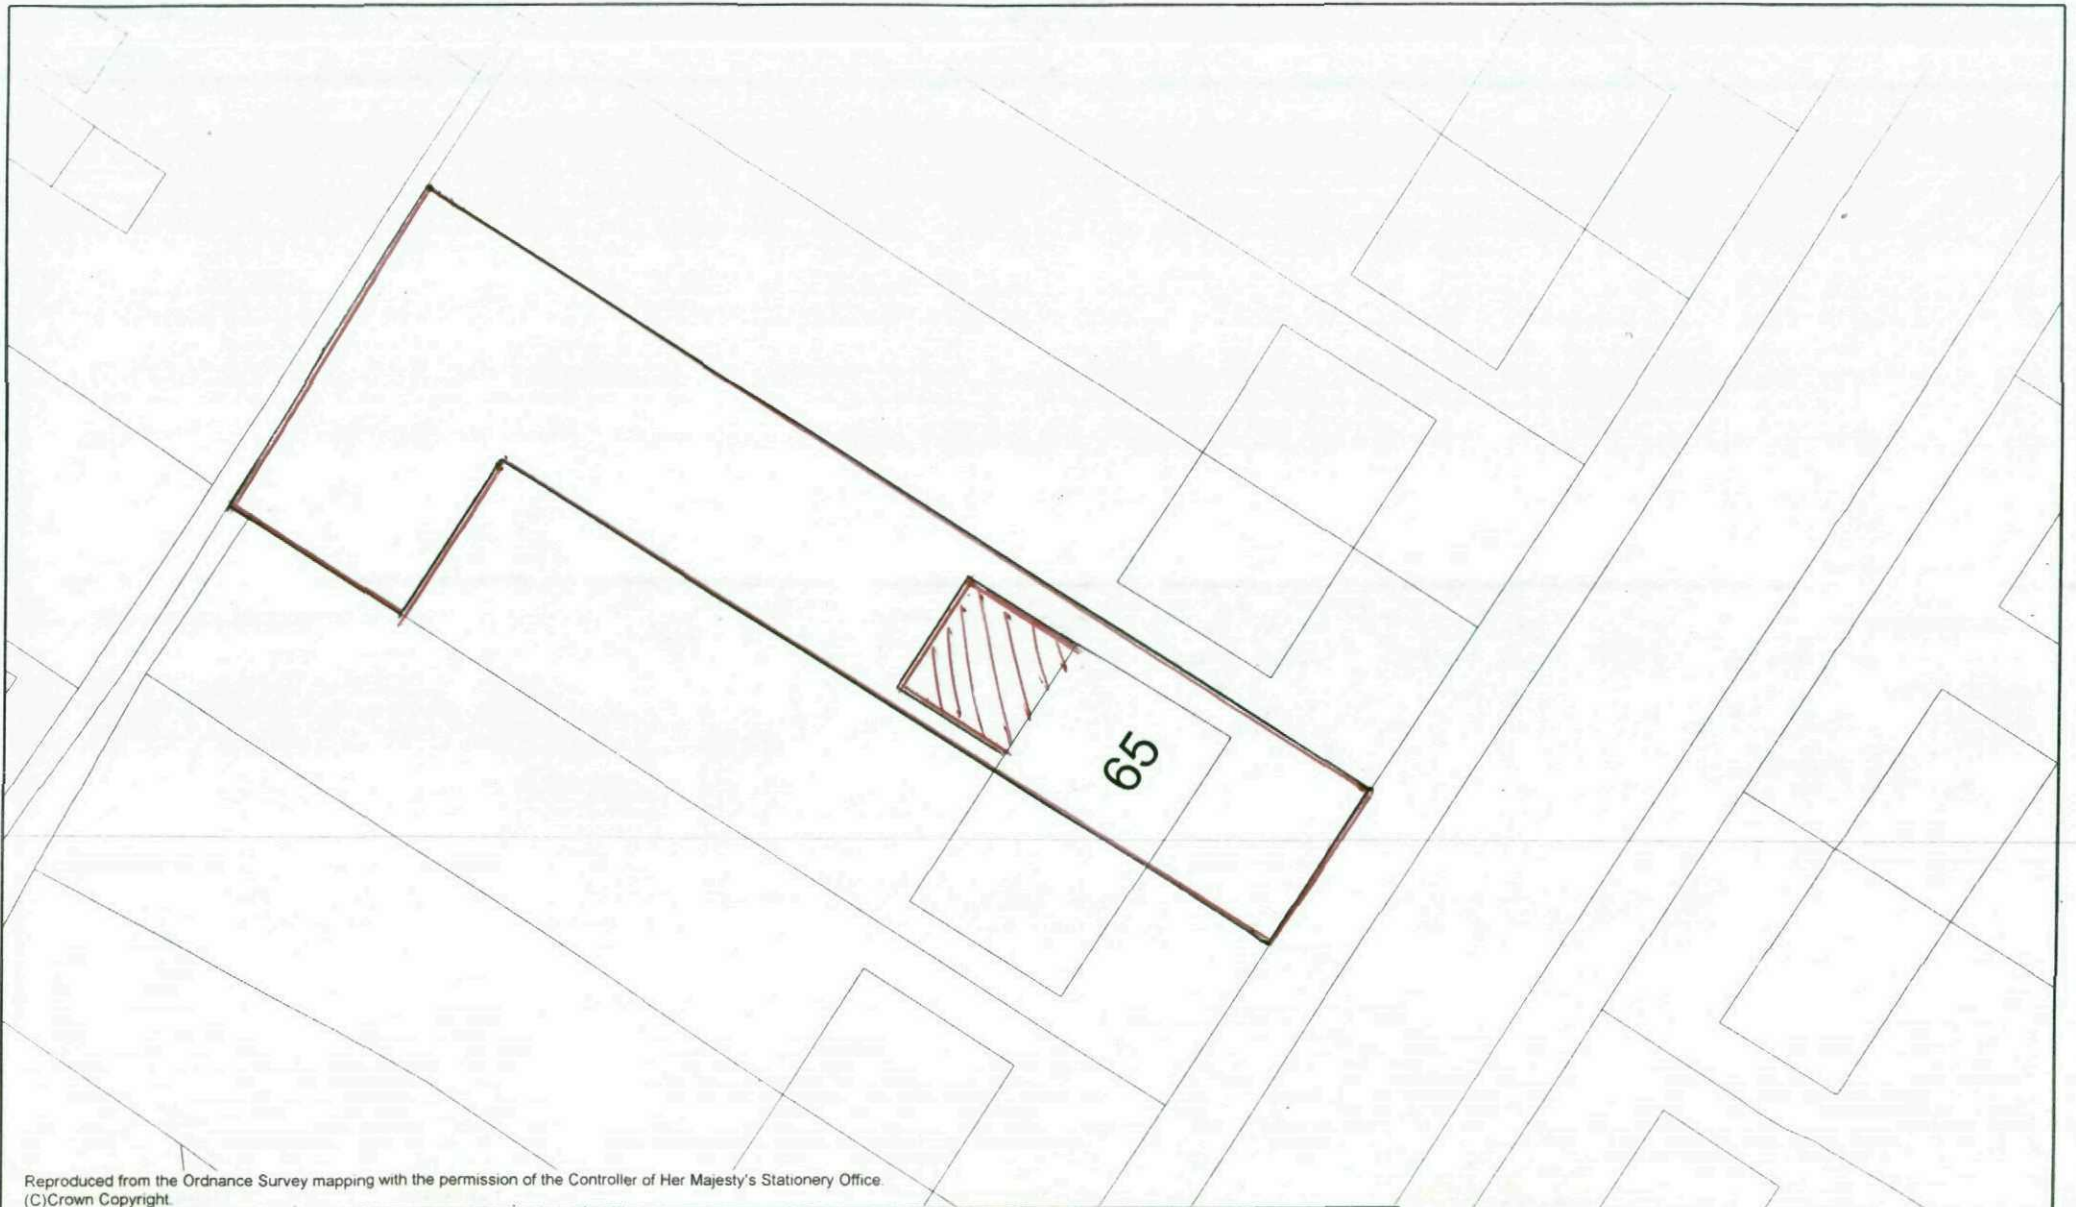 65
Reproduced from the Ordnance Survey mapping with the permission of the Controller of Her Majesty's Stationery Office.
(C)Crown Copyright.